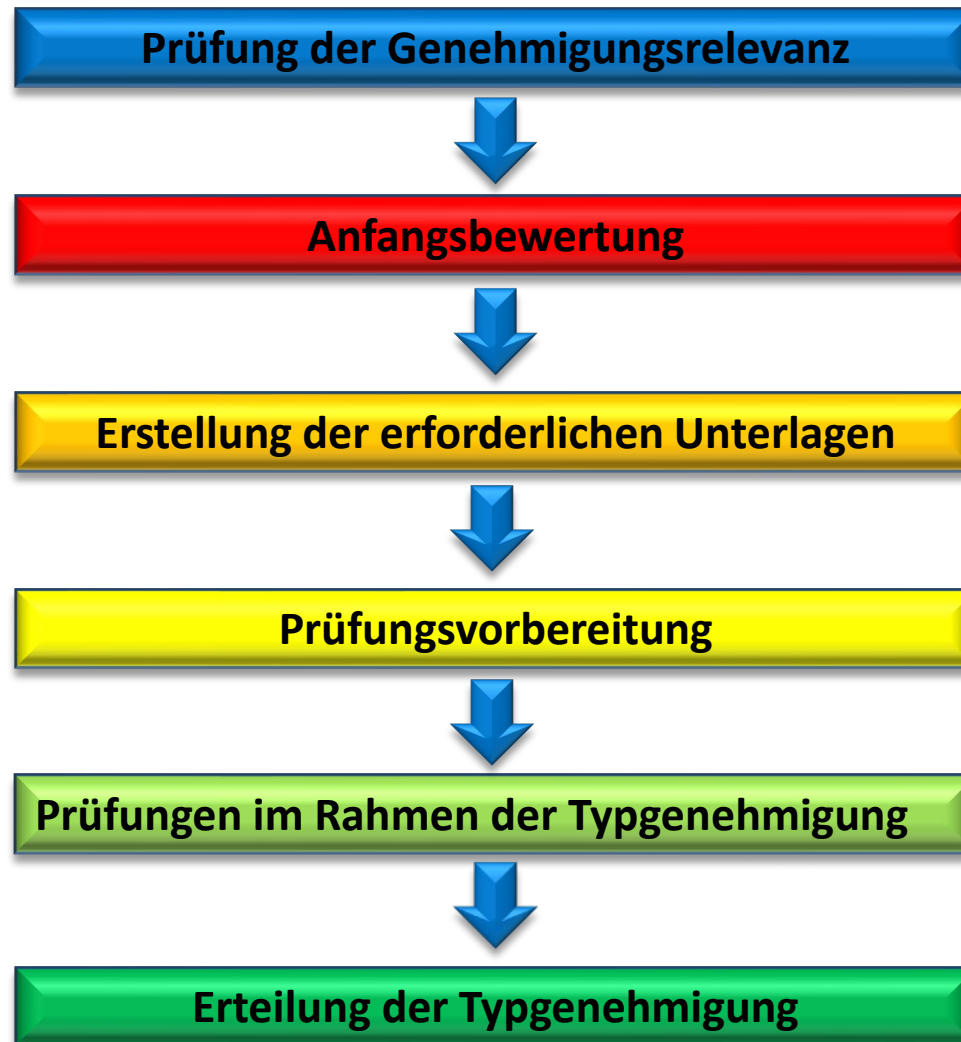 Prüfung der Genehmigungsrelevanz
Anfangsbewertung
Erstellung der erforderlichen Unterlagen
Prüfungsvorbereitung
Prüfungen im Rahmen der Typgenehmigung
Erteilung der Typgenehmigung